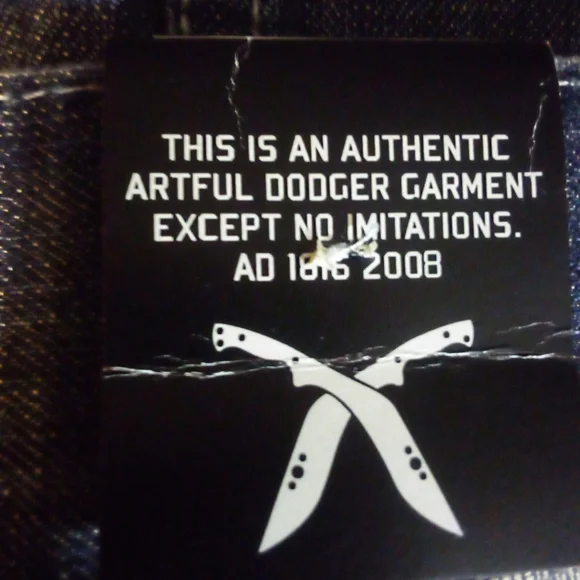 THIS IS AN AUTHENTIC
ARTFUL DODGER GARMENT
EXCEPT NO IMITATIONS.
AD 1816 2008